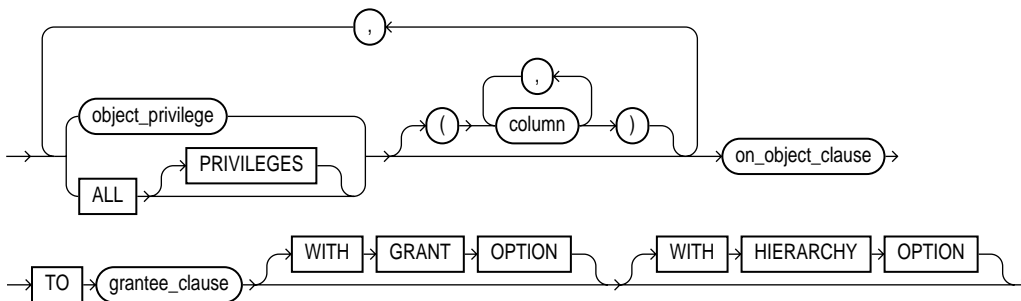 ,
,
object_privilege
( column )
PRIVILEGES
on_object_clause
ALL
WITH GRANT OPTION WITH HIERARCHY OPTION
TO grantee_clause